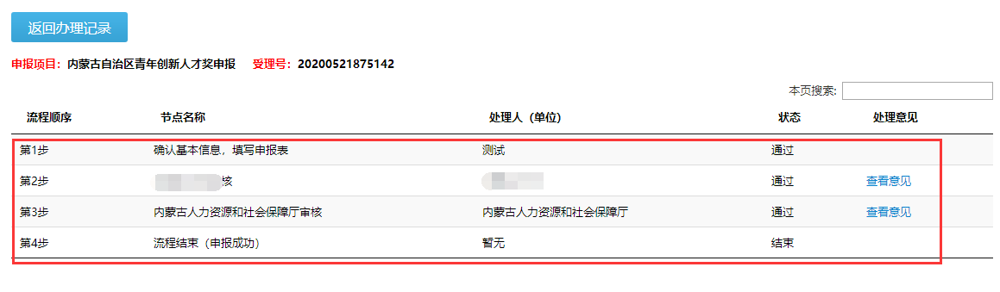 返回办理记录
申报项目：内蒙古自治区青年创新人才奖申报 受理号：20200521875142
本页搜索:
流程顺序 节点名称 处理人（单位） 状态 处理意见
第1步 确认基本信息，填写申报表 测试 通过
第2步 核 通过 查看意见
第3步 内蒙古人力资源和社会保障厅审核 内蒙古人力资源和社会保障厅 通过 查看意见
第4步 流程结束（申报成功） 暂无 结束